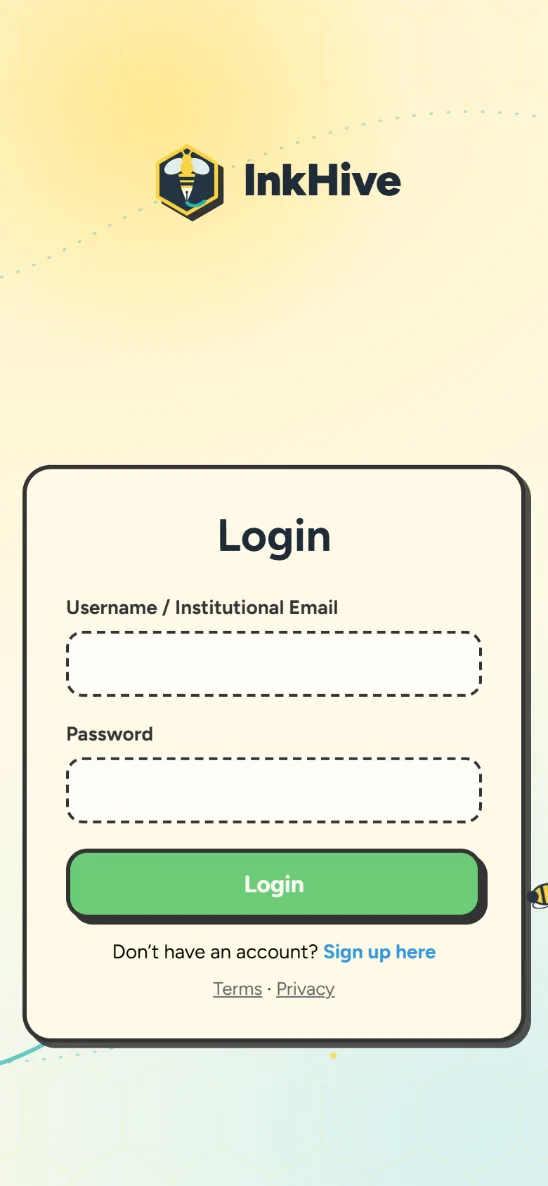 InkHive
Login
Username / Institutional Email
Password
Login
Don’t have an account? Sign up here
Terms · Privacy